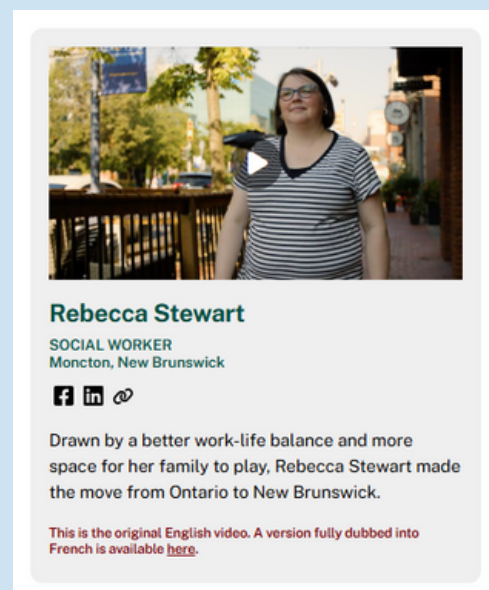 Rebecca Stewart
SOCIAL WORKER
Moncton, New Brunswick
Drawn by a better work-life balance and more
space for her family to play, Rebecca Stewart made
the move from Ontario to New Brunswick.
This is the original English video. A version fully dubbed into
French is available here.